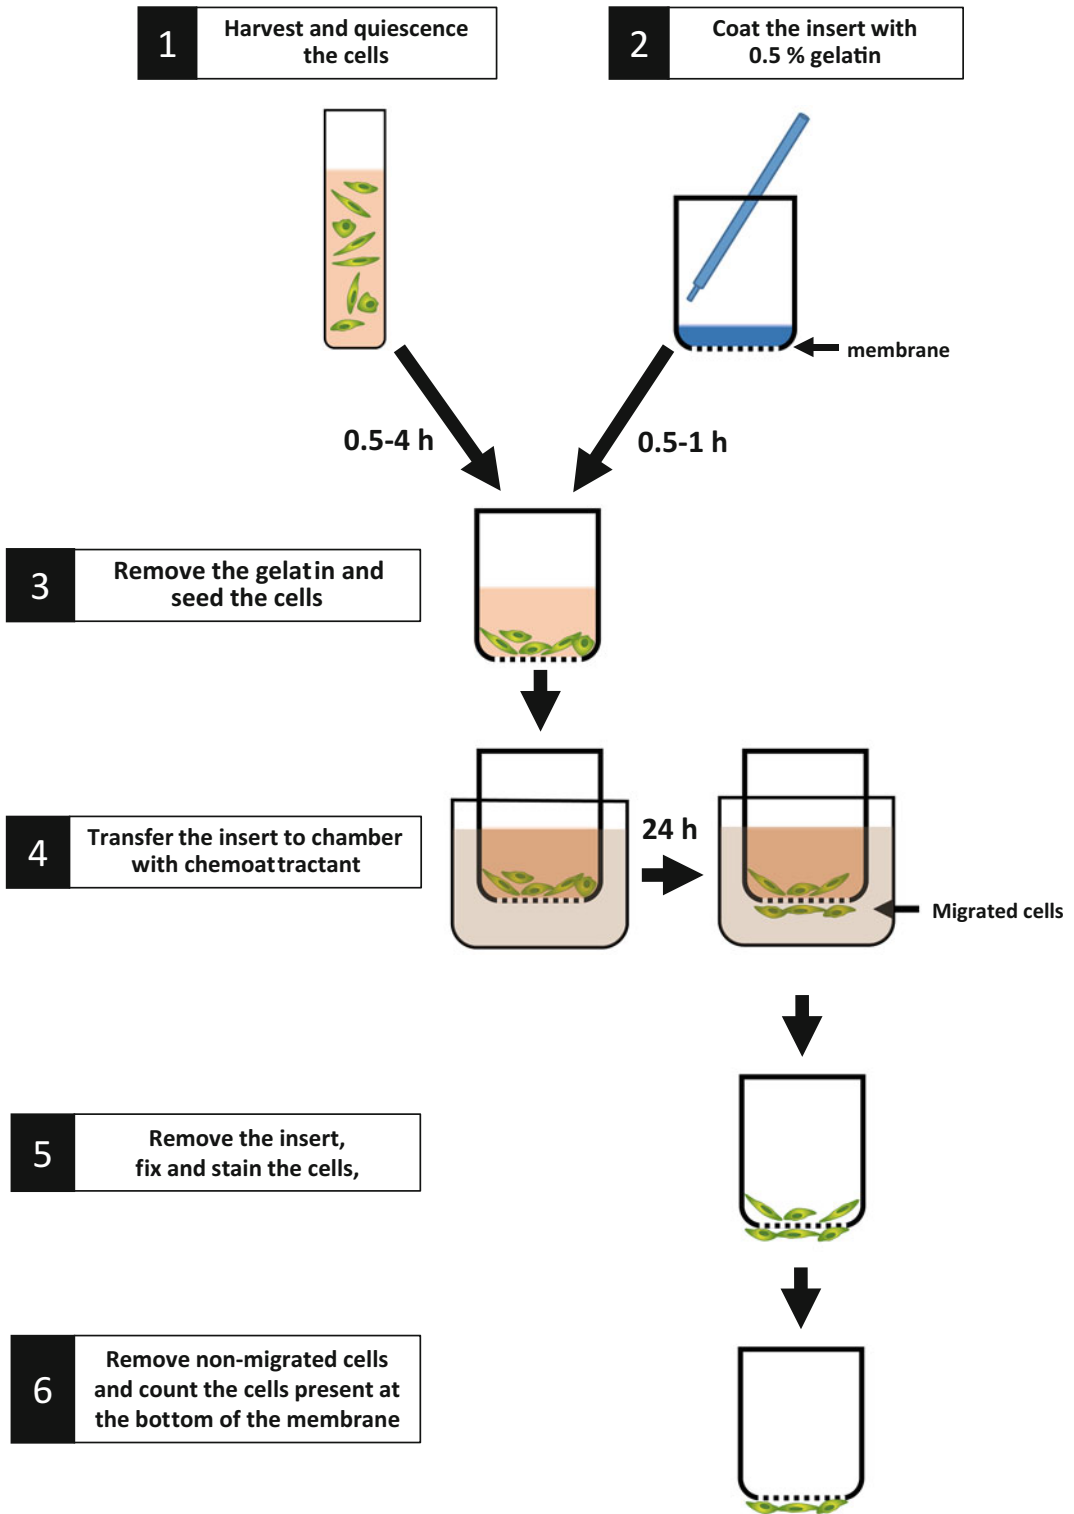 1
Harvest and quiescence
the cells
2
Coat the insert with
0.5 % gelatin
membrane
0.5-4 h
0.5-1 h
3
Remove the gelatin and
seed the cells
4
Transfer the insert to chamber
with chemoattractant
24 h
Migrated cells
5
Remove the insert,
fix and stain the cells,
6
Remove non-migrated cells
and count the cells present at
the bottom of the membrane